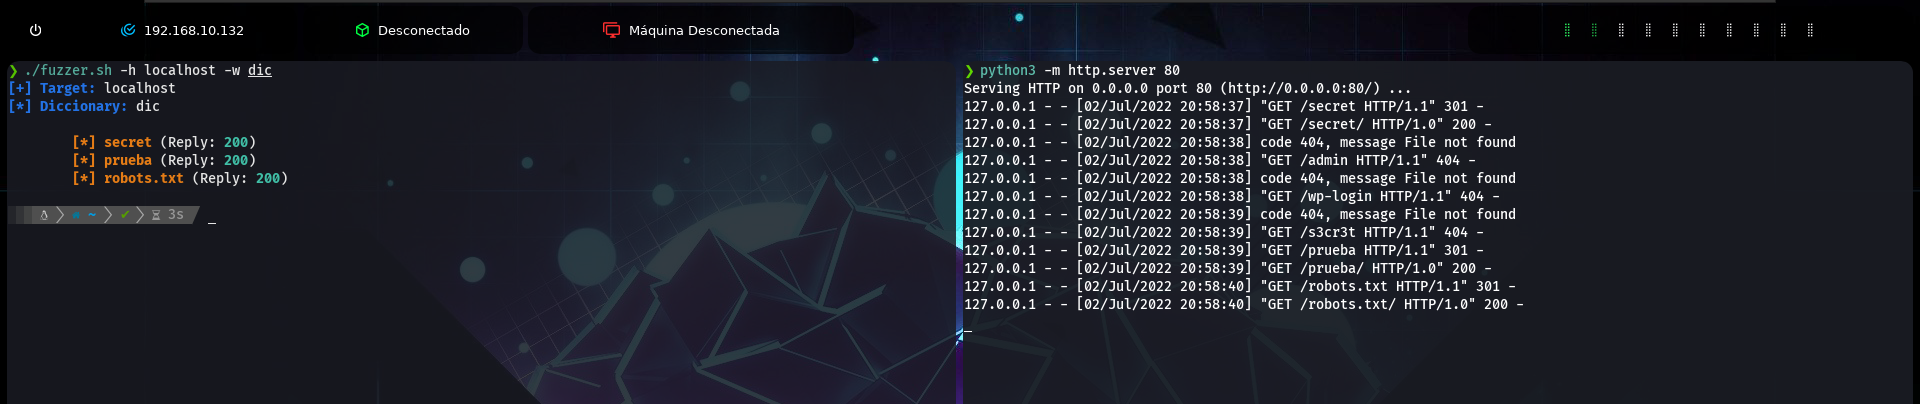 192.168.10.132 Desconectado Máquina Desconectada
❯ ./fuzzer.sh -h localhost -w dic
[+] Target: localhost
[*] Diccionary: dic
[*] secret (Reply: 200)
[*] prueba (Reply: 200)
[*] robots.txt (Reply: 200)
~ ✔ 3s
❯ python3 -m http.server 80
Serving HTTP on 0.0.0.0 port 80 (http://0.0.0.0:80/) ...
127.0.0.1 - - [02/Jul/2022 20:58:37] "GET /secret HTTP/1.1" 301 -
127.0.0.1 - - [02/Jul/2022 20:58:37] "GET /secret/ HTTP/1.0" 200 -
127.0.0.1 - - [02/Jul/2022 20:58:38] code 404, message File not found
127.0.0.1 - - [02/Jul/2022 20:58:38] "GET /admin HTTP/1.1" 404 -
127.0.0.1 - - [02/Jul/2022 20:58:38] code 404, message File not found
127.0.0.1 - - [02/Jul/2022 20:58:38] "GET /wp-login HTTP/1.1" 404 -
127.0.0.1 - - [02/Jul/2022 20:58:39] code 404, message File not found
127.0.0.1 - - [02/Jul/2022 20:58:39] "GET /s3cr3t HTTP/1.1" 404 -
127.0.0.1 - - [02/Jul/2022 20:58:39] "GET /prueba HTTP/1.1" 301 -
127.0.0.1 - - [02/Jul/2022 20:58:39] "GET /prueba/ HTTP/1.0" 200 -
127.0.0.1 - - [02/Jul/2022 20:58:40] "GET /robots.txt HTTP/1.1" 301 -
127.0.0.1 - - [02/Jul/2022 20:58:40] "GET /robots.txt/ HTTP/1.0" 200 -